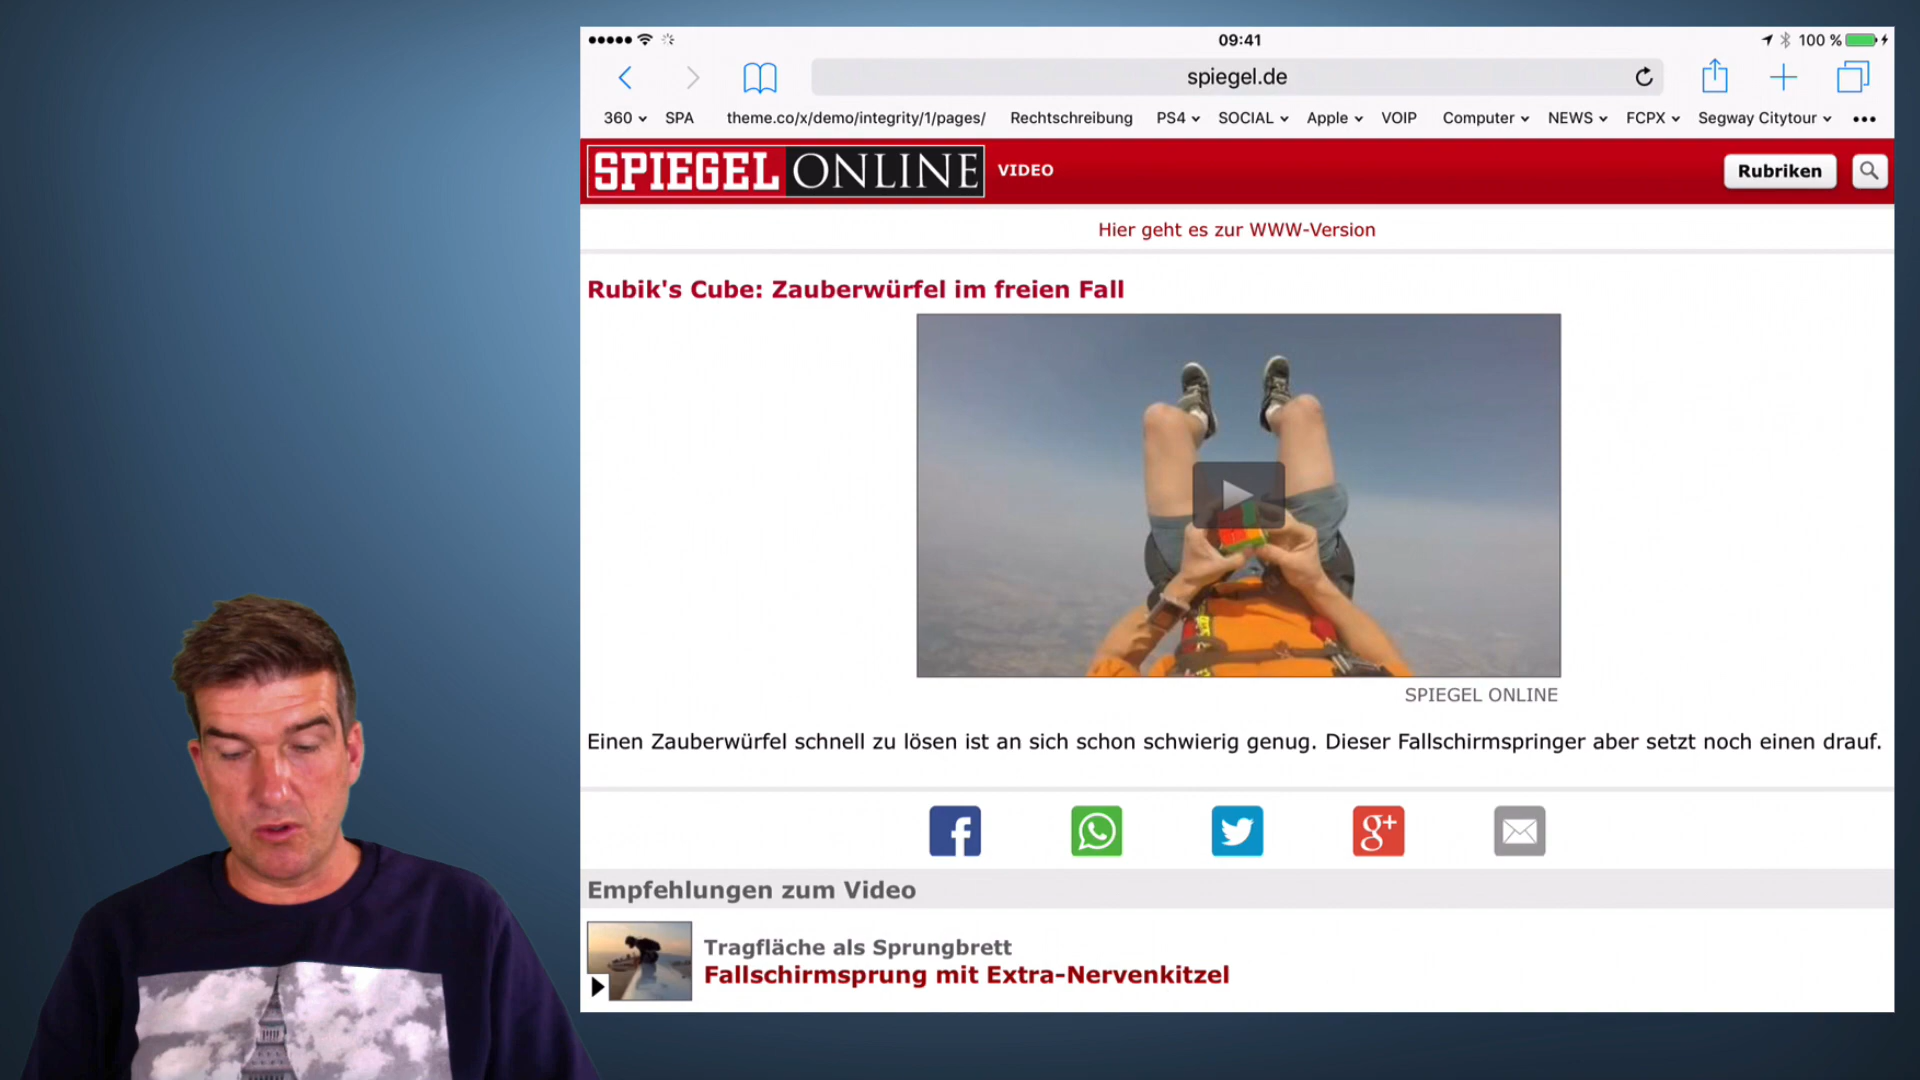 09:41
100 %
spiegel.de
360 SPA theme.co/x/demo/integrity/1/pages/ Rechtschreibung PS4 SOCIAL Apple VOIP Computer NEWS FCPX Segway Citytour
SPIEGEL ONLINE VIDEO
Rubriken
Hier geht es zur WWW-Version
Rubik's Cube: Zauberwürfel im freien Fall
SPIEGEL ONLINE
Einen Zauberwürfel schnell zu lösen ist an sich schon schwierig genug. Dieser Fallschirmspringer aber setzt noch einen drauf.
f
g+
Empfehlungen zum Video
Tragfläche als Sprungbrett
Fallschirmsprung mit Extra-Nervenkitzel